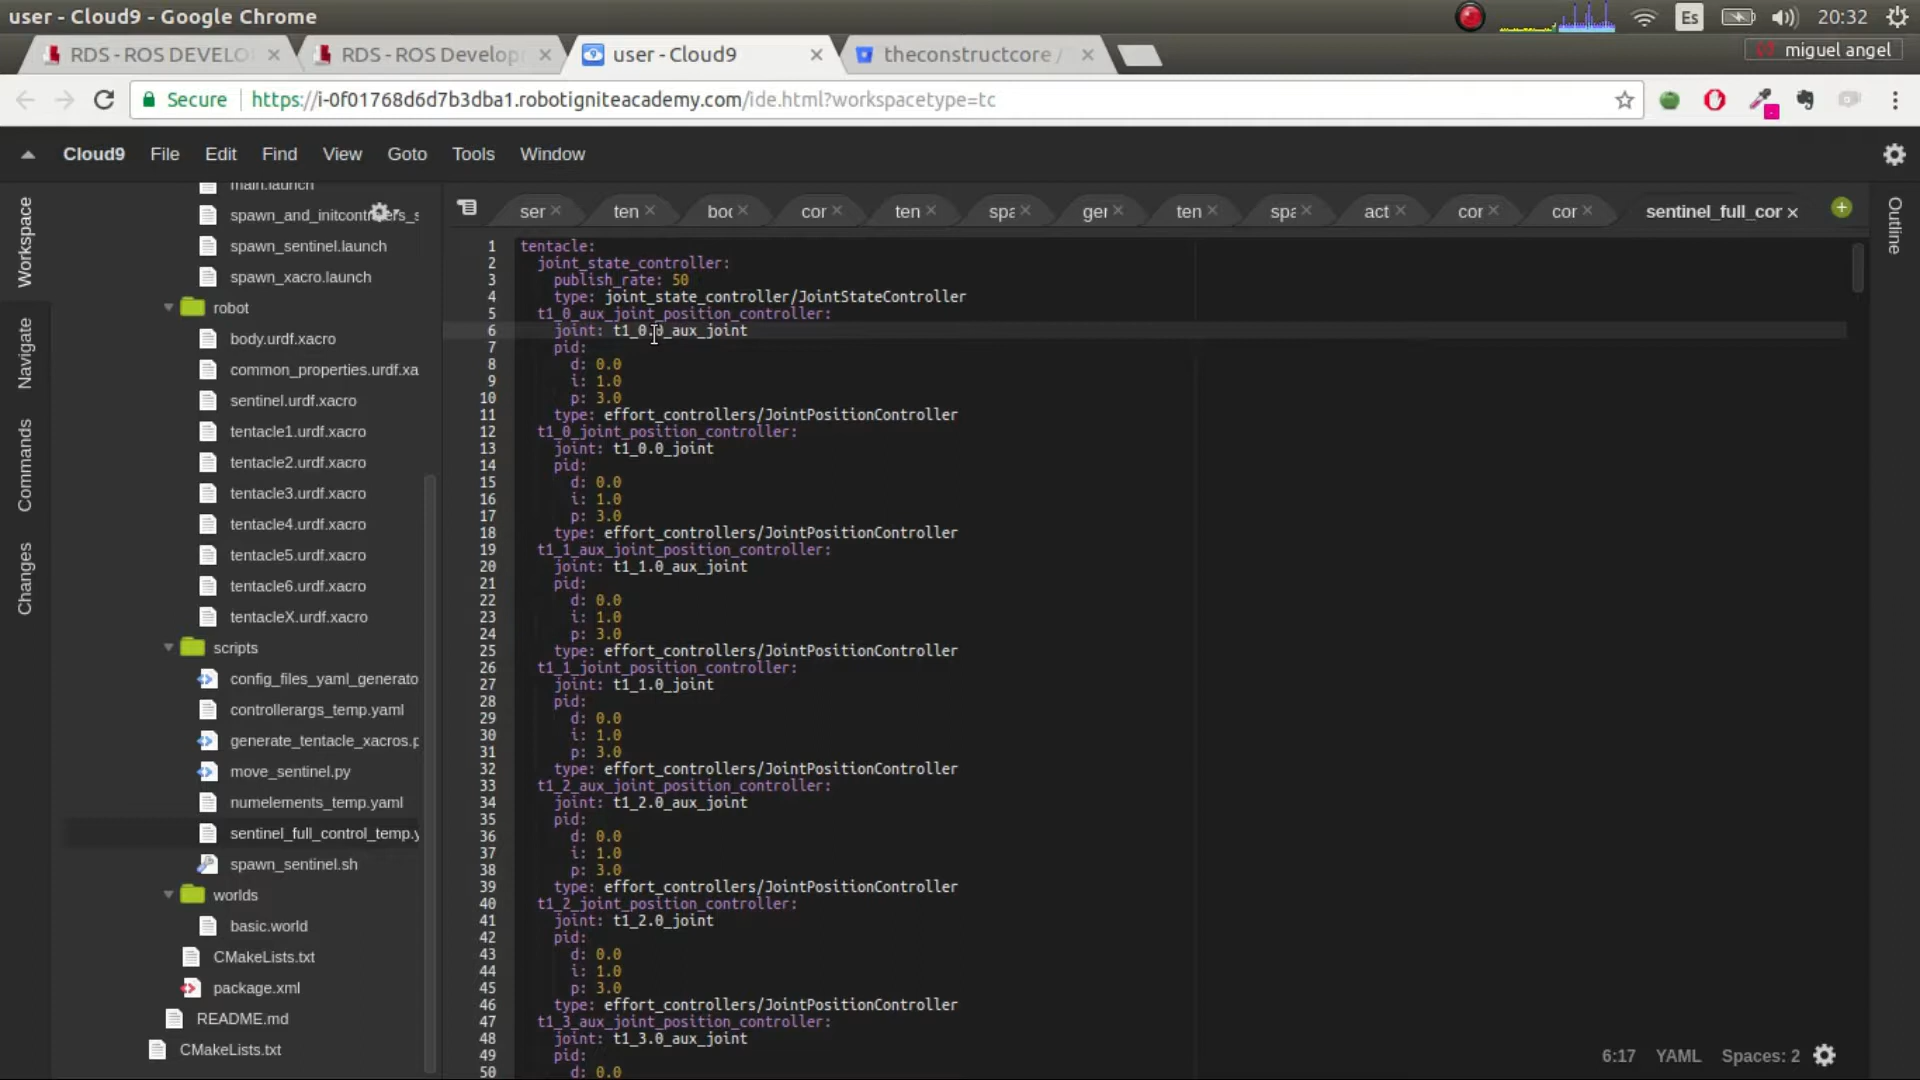 user - Cloud9 - Google Chrome
Es
20:32
RDS - ROS DEVELO
RDS - ROS Develop
user - Cloud9
theconstructcore /
miguel angel
Secure
https://i-0f01768d6d7b3dba1.robotigniteacademy.com/ide.html?workspacetype=tc
Cloud9 File Edit Find View Goto Tools Window
Workspace
Navigate
Commands
Changes
Outline
main.launch
spawn_and_initcontrollers_s
spawn_sentinel.launch
spawn_xacro.launch
robot
body.urdf.xacro
common_properties.urdf.xa
sentinel.urdf.xacro
tentacle1.urdf.xacro
tentacle2.urdf.xacro
tentacle3.urdf.xacro
tentacle4.urdf.xacro
tentacle5.urdf.xacro
tentacle6.urdf.xacro
tentacleX.urdf.xacro
scripts
config_files_yaml_generato
controllerargs_temp.yaml
generate_tentacle_xacros.p
move_sentinel.py
numelements_temp.yaml
sentinel_full_control_temp.y
spawn_sentinel.sh
worlds
basic.world
CMakeLists.txt
package.xml
README.md
CMakeLists.txt
ser ten boc cor ten spa ger ten spa act cor cor sentinel_full_cor
1 tentacle:
2 joint_state_controller:
3 publish_rate: 50
4 type: joint_state_controller/JointStateController
5 t1_0_aux_joint_position_controller:
6 joint: t1_0.0_aux_joint
7 pid:
8 d: 0.0
9 i: 1.0
10 p: 3.0
11 type: effort_controllers/JointPositionController
12 t1_0_joint_position_controller:
13 joint: t1_0.0_joint
14 pid:
15 d: 0.0
16 i: 1.0
17 p: 3.0
18 type: effort_controllers/JointPositionController
19 t1_1_aux_joint_position_controller:
20 joint: t1_1.0_aux_joint
21 pid:
22 d: 0.0
23 i: 1.0
24 p: 3.0
25 type: effort_controllers/JointPositionController
26 t1_1_joint_position_controller:
27 joint: t1_1.0_joint
28 pid:
29 d: 0.0
30 i: 1.0
31 p: 3.0
32 type: effort_controllers/JointPositionController
33 t1_2_aux_joint_position_controller:
34 joint: t1_2.0_aux_joint
35 pid:
36 d: 0.0
37 i: 1.0
38 p: 3.0
39 type: effort_controllers/JointPositionController
40 t1_2_joint_position_controller:
41 joint: t1_2.0_joint
42 pid:
43 d: 0.0
44 i: 1.0
45 p: 3.0
46 type: effort_controllers/JointPositionController
47 t1_3_aux_joint_position_controller:
48 joint: t1_3.0_aux_joint
49 pid:
50 d: 0.0
6:17 YAML Spaces: 2